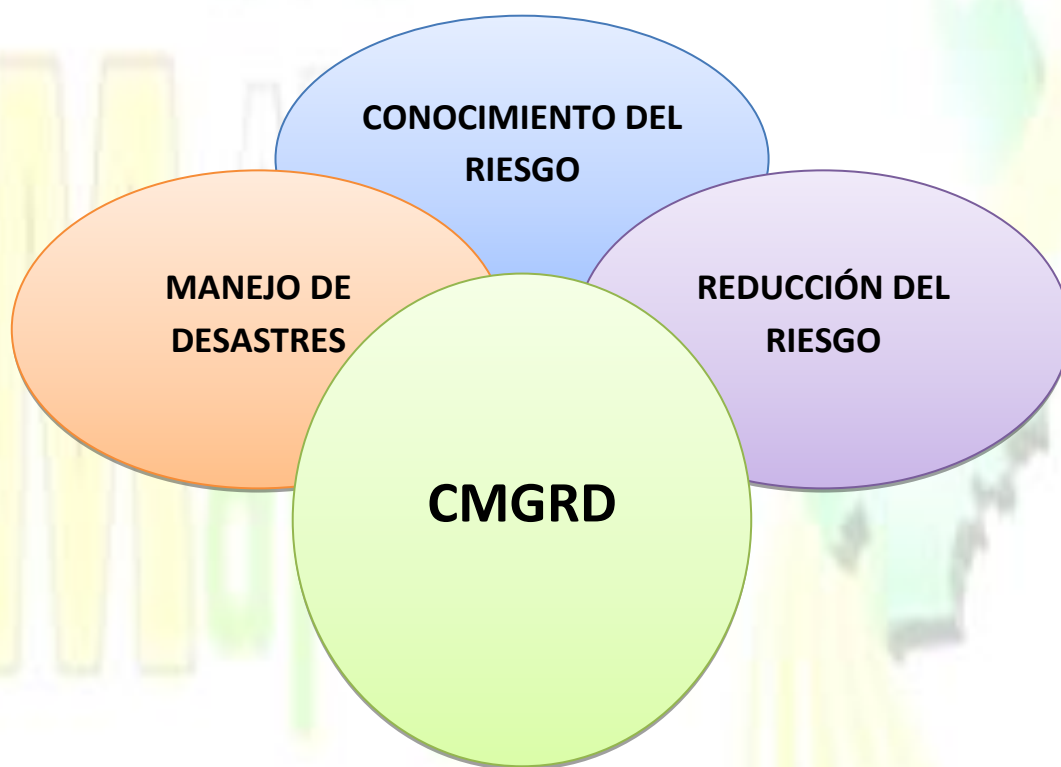 CONOCIMIENTO DEL
RIESGO
MANEJO DE
DESASTRES
REDUCCIÓN DEL
RIESGO
CMGRD